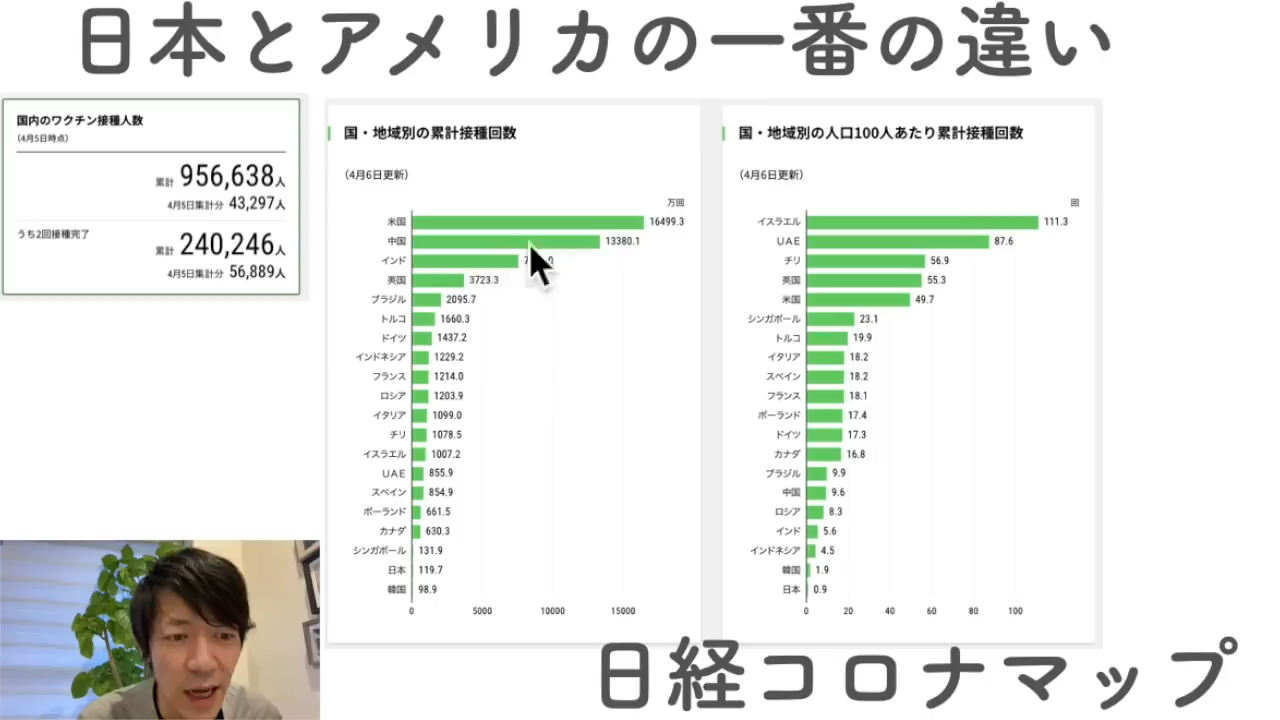 日本とアメリカの一番の違い
国内のワクチン接種人数
(4月5日時点)
累計 956,638人
4月5日集計分 43,297人
うち2回接種完了
累計 240,246人
4月5日集計分 56,889人
国・地域別の累計接種回数
(4月6日更新)
万回
米国 16499.3
中国 13380.1
インド
英国 3723.3
ブラジル 2095.7
トルコ 1660.3
ドイツ 1437.2
インドネシア 1229.2
フランス 1214.0
ロシア 1203.9
イタリア 1099.0
チリ 1078.5
イスラエル 1007.2
UAE 855.9
スペイン 854.9
ポーランド 661.5
カナダ 630.3
シンガポール 131.9
日本 119.7
韓国 98.9
0 5000 10000 15000
国・地域別の人口100人あたり累計接種回数
(4月6日更新)
回
イスラエル 111.3
UAE 87.6
チリ 56.9
英国 55.3
米国 49.7
シンガポール 23.1
トルコ 19.9
イタリア 18.2
スペイン 18.2
フランス 18.1
ポーランド 17.4
ドイツ 17.3
カナダ 16.8
ブラジル 9.9
中国 9.6
ロシア 8.3
インド 5.6
インドネシア 4.5
韓国 1.9
日本 0.9
0 20 40 60 80 100
日経コロナマップ